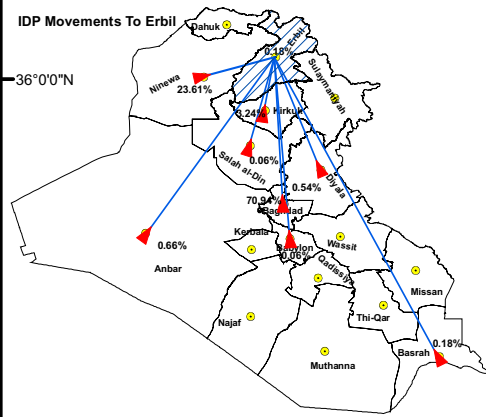 IDP Movements To Erbil
Dahuk
Erbil
0.18%
36°0'0"N
Ninewa
23.61%
Sulaymaniyah
Kirkuk
3.24%
0.06%
Salah al-Din
Diyala
0.54%
70.94%
Baghdad
Kerbala
Wassit
0.66%
Babylon
0.06%
Anbar
Qadissiya
Missan
Najaf
Thi-Qar
0.18%
Basrah
Muthanna